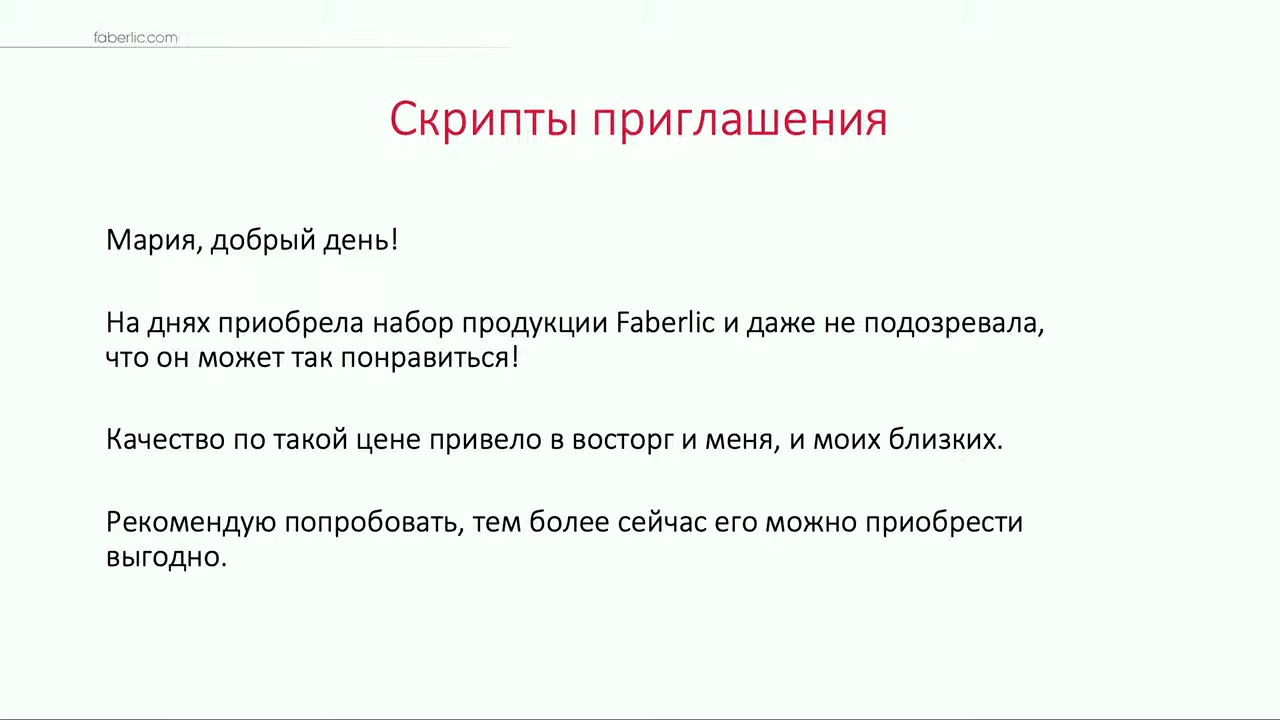 faberlic.com
Скрипты приглашения
Мария, добрый день!
На днях приобрела набор продукции Faberlic и даже не подозревала,
что он может так понравиться!
Качество по такой цене привело в восторг и меня, и моих близких.
Рекомендую попробовать, тем более сейчас его можно приобрести
выгодно.